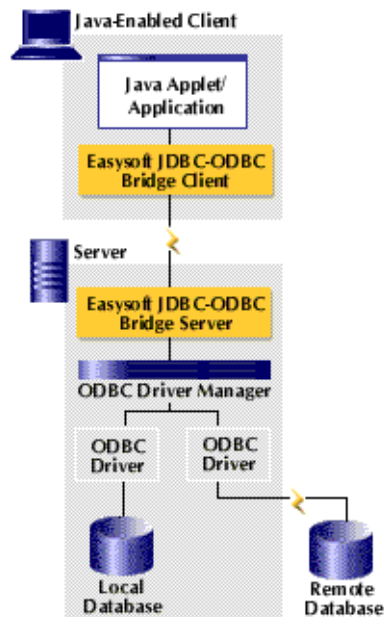 Java-Enabled Client
Java Applet/
Application
Easysoft JDBC-ODBC
Bridge Client
Server
Easysoft JDBC-ODBC
Bridge Server
ODBC Driver Manager
ODBC
Driver
ODBC
Driver
Local
Database
Remote
Database